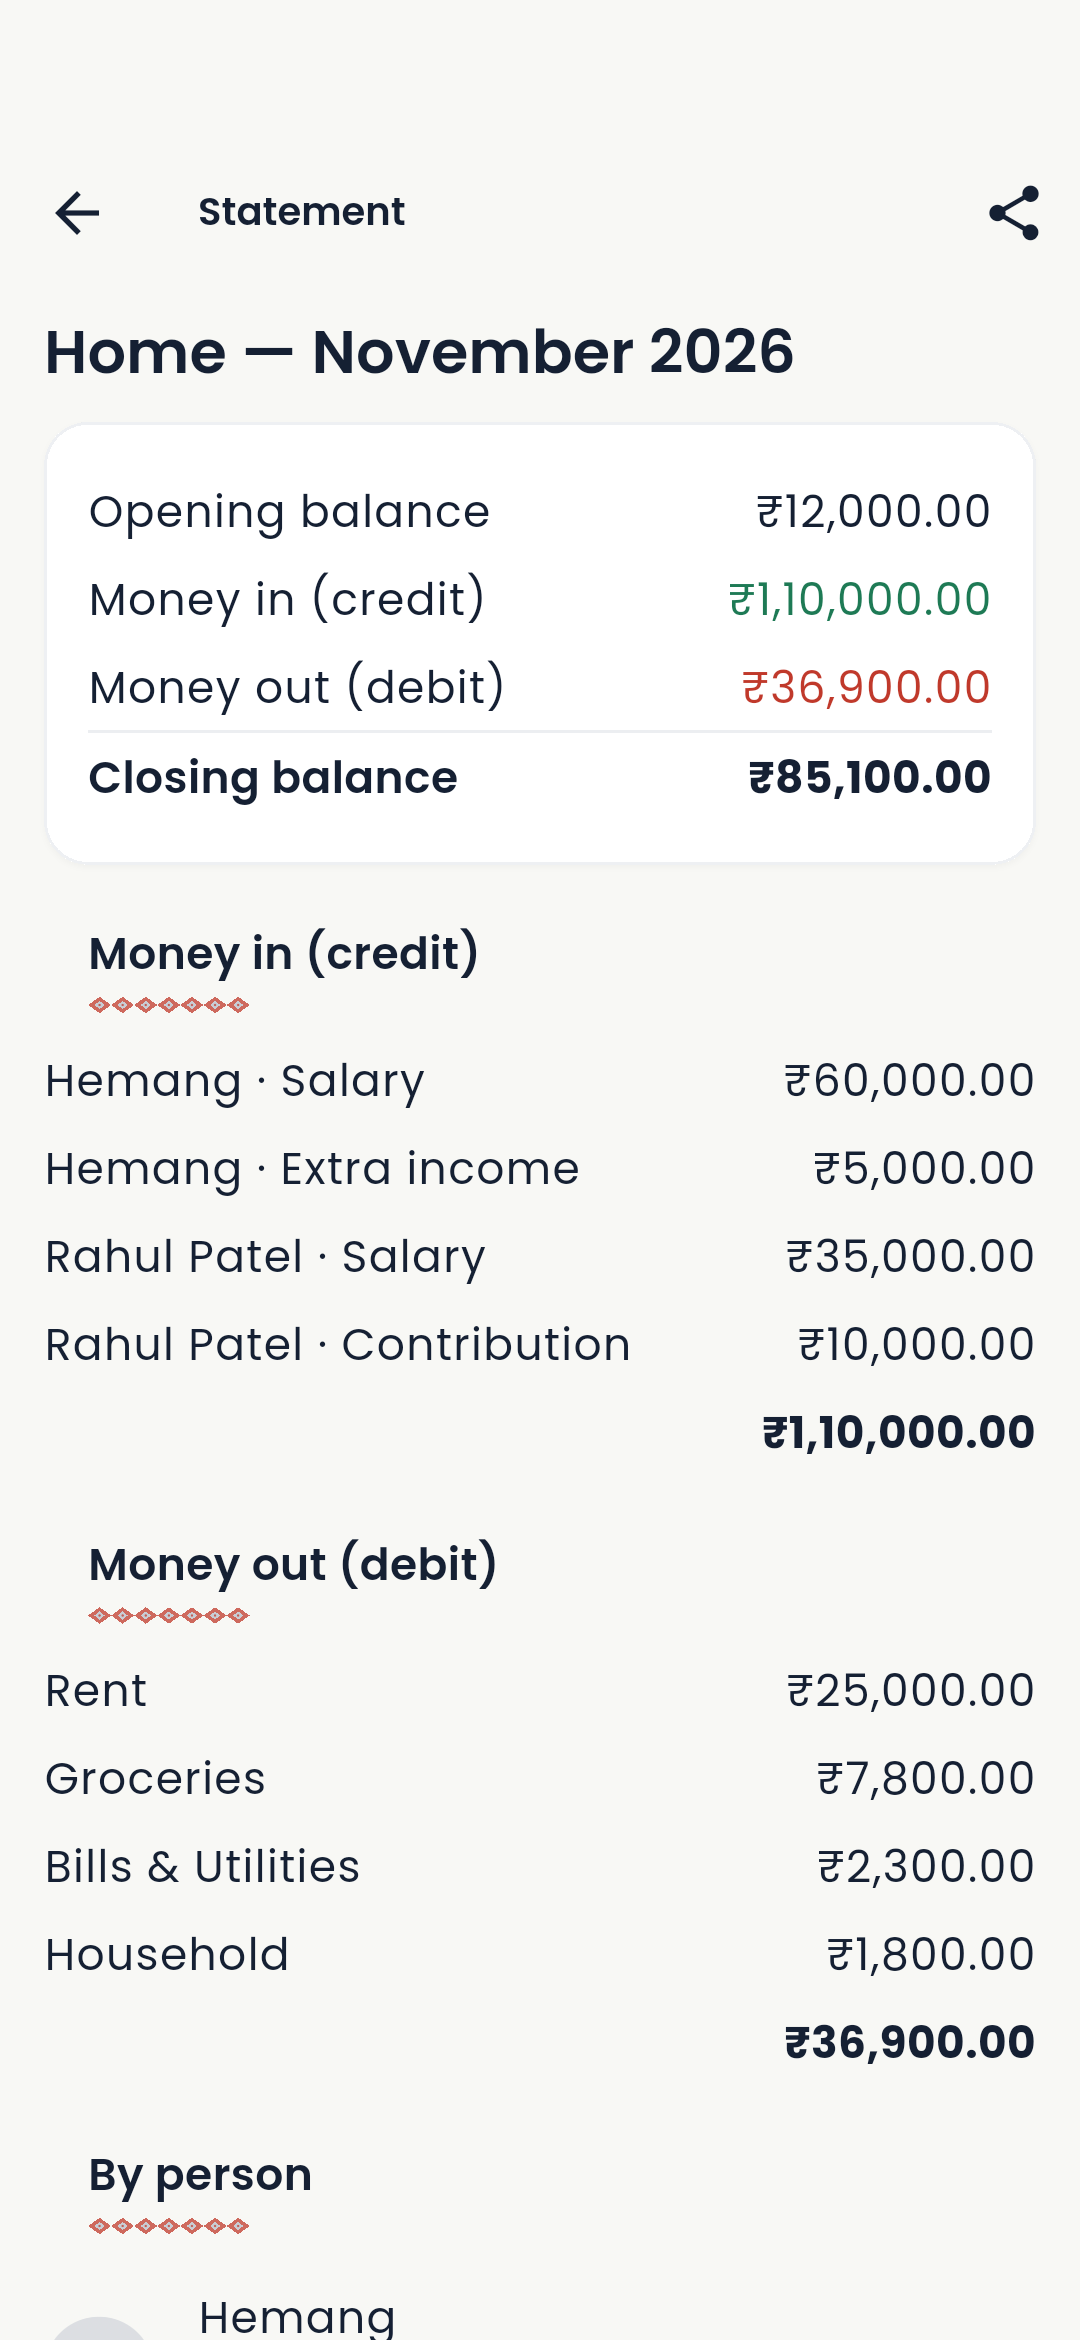 Statement
Home — November 2026
Opening balance ₹12,000.00
Money in (credit) ₹1,10,000.00
Money out (debit) ₹36,900.00
Closing balance ₹85,100.00
Money in (credit)
Hemang · Salary ₹60,000.00
Hemang · Extra income ₹5,000.00
Rahul Patel · Salary ₹35,000.00
Rahul Patel · Contribution ₹10,000.00
₹1,10,000.00
Money out (debit)
Rent ₹25,000.00
Groceries ₹7,800.00
Bills & Utilities ₹2,300.00
Household ₹1,800.00
₹36,900.00
By person
Hemang